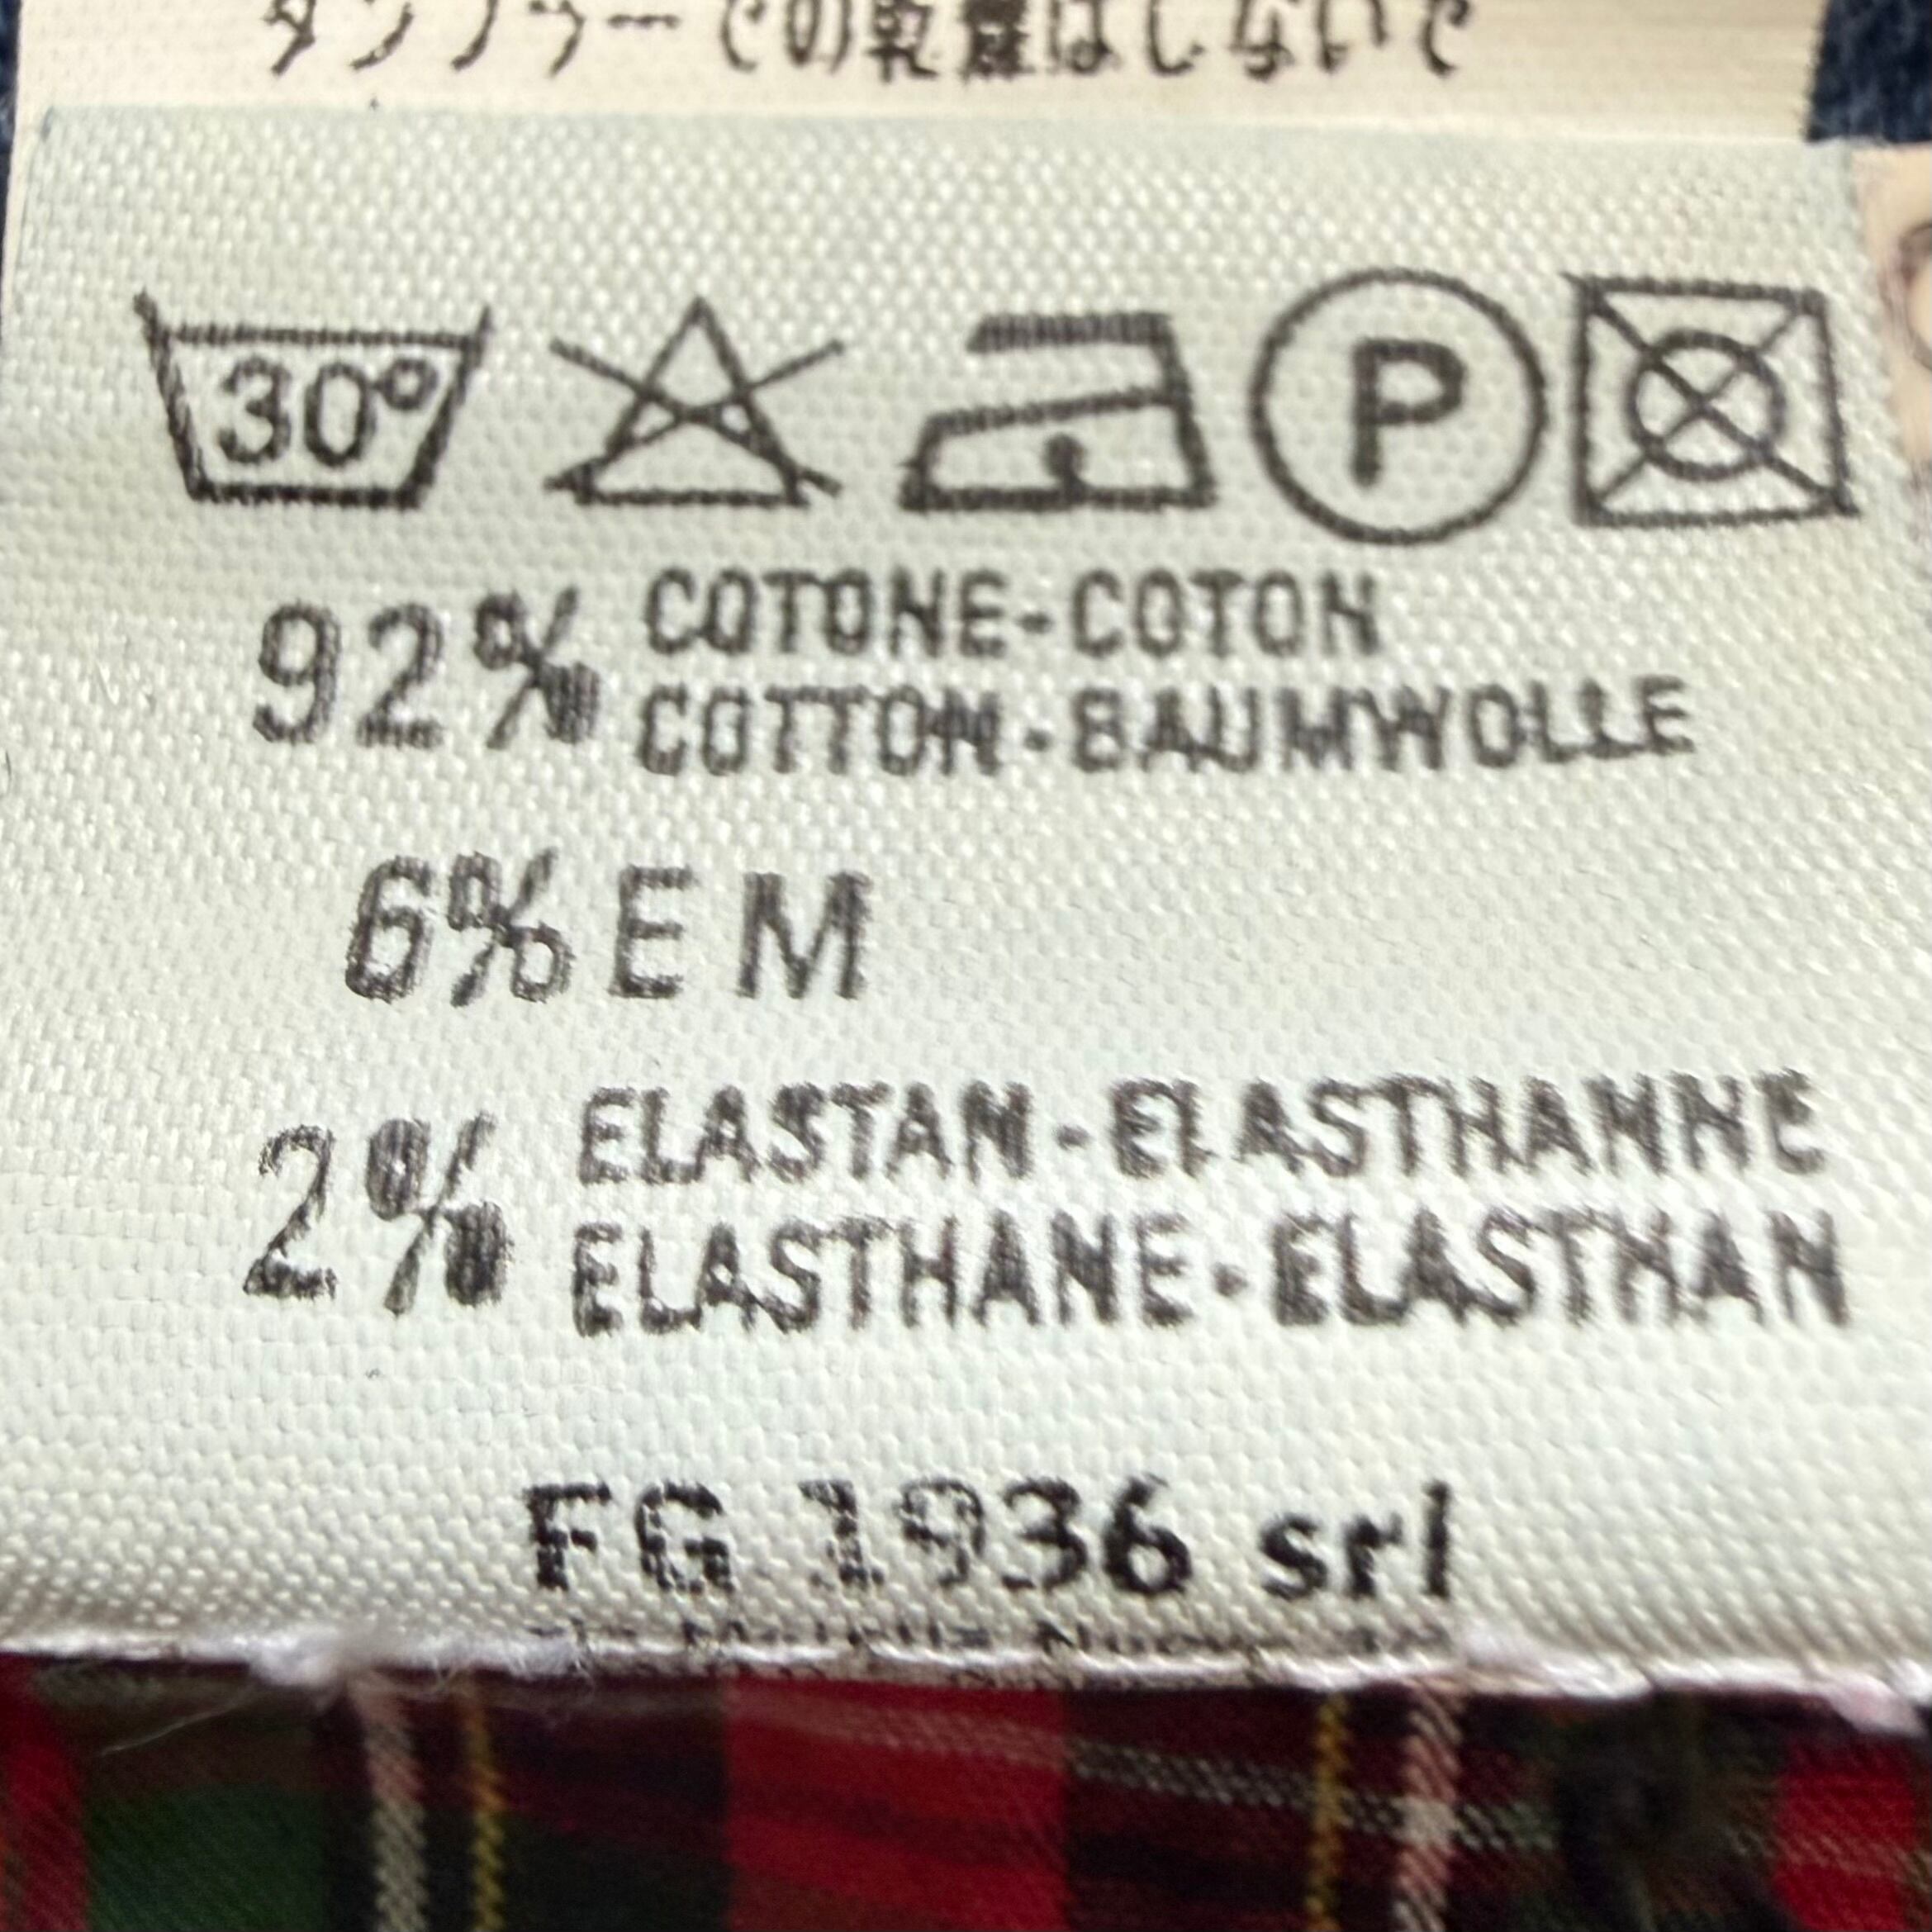 タンブラーでの乾燥はしないで
30°
P
92% COTONE-COTON
COTTON-BAUMWOLLE
6% E M
2% ELASTAN-ELASTHANNE
ELASTHANE-ELASTHAN
FG 1936 srl